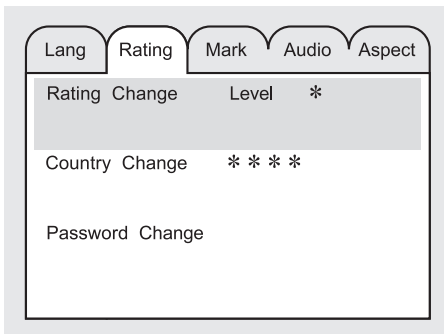 Lang Rating Mark Audio Aspect
Rating Change Level *
Country Change ****
Password Change